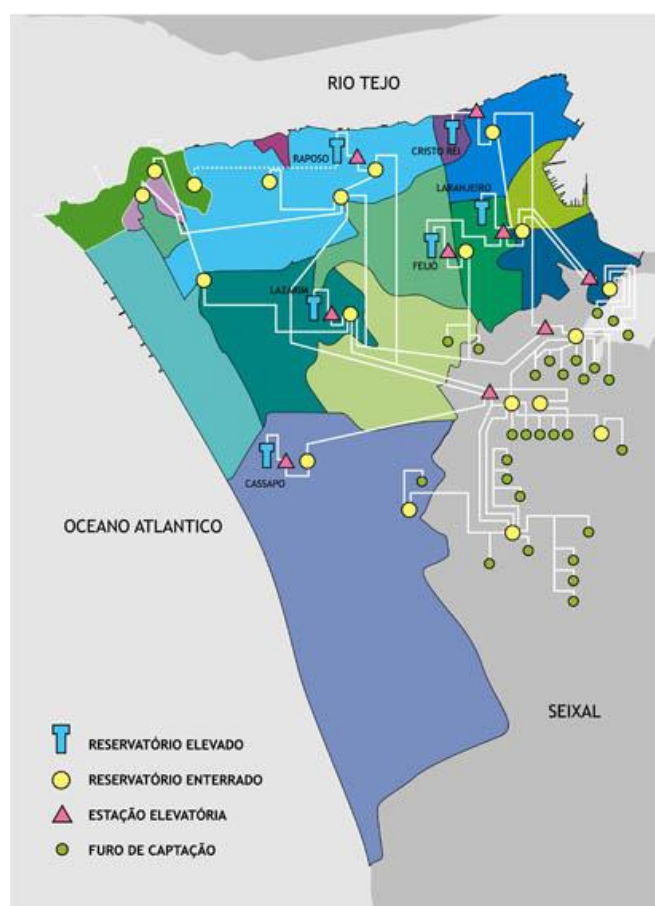 RIO TEJO
CRISTO REI
RAPOSO
LARANJEIRO
FEIJÓ
LAZARIM
CASSAPO
OCEANO ATLANTICO
SEIXAL
RESERVATÓRIO ELEVADO
RESERVATÓRIO ENTERRADO
ESTAÇÃO ELEVATÓRIA
FURO DE CAPTAÇÃO